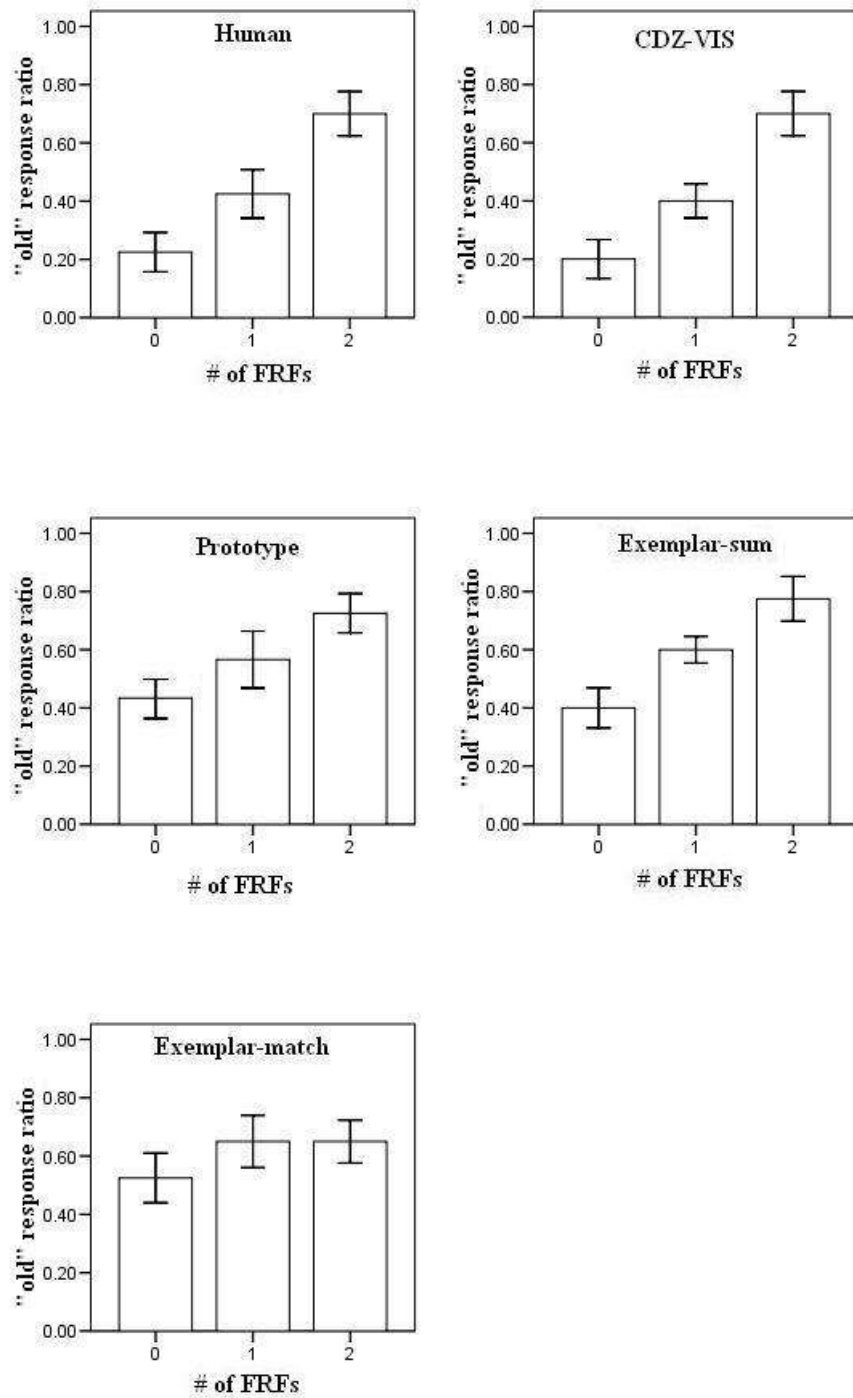 Human
"old" response ratio
1.00
0.80
0.60
0.40
0.20
0.00
0 1 2
# of FRFs
CDZ-VIS
"old" response ratio
1.00
0.80
0.60
0.40
0.20
0.00
0 1 2
# of FRFs
Prototype
"old" response ratio
1.00
0.80
0.60
0.40
0.20
0.00
0 1 2
# of FRFs
Exemplar-sum
"old" response ratio
1.00
0.80
0.60
0.40
0.20
0.00
0 1 2
# of FRFs
Exemplar-match
"old" response ratio
1.00
0.80
0.60
0.40
0.20
0.00
0 1 2
# of FRFs